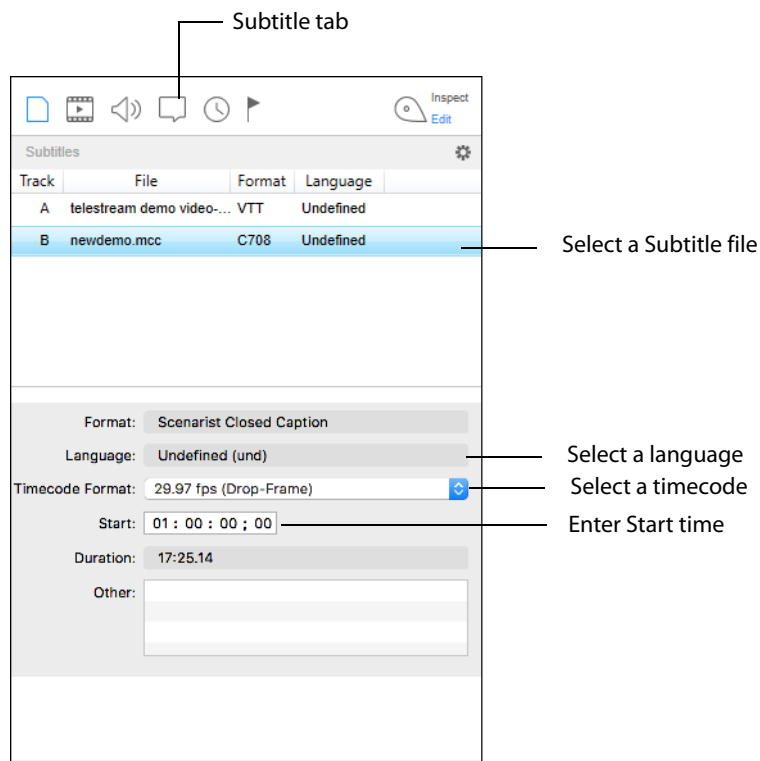 Subtitle tab
Inspect
Edit
Subtitles
Track File Format Language
A telestream demo video-... VTT Undefined
B newdemo.mcc C708 Undefined
Select a Subtitle file
Format: Scenarist Closed Caption
Language: Undefined (und)
Select a language
Timecode Format: 29.97 fps (Drop-Frame)
Select a timecode
Start: 01 : 00 : 00 ; 00
Enter Start time
Duration: 17:25.14
Other: